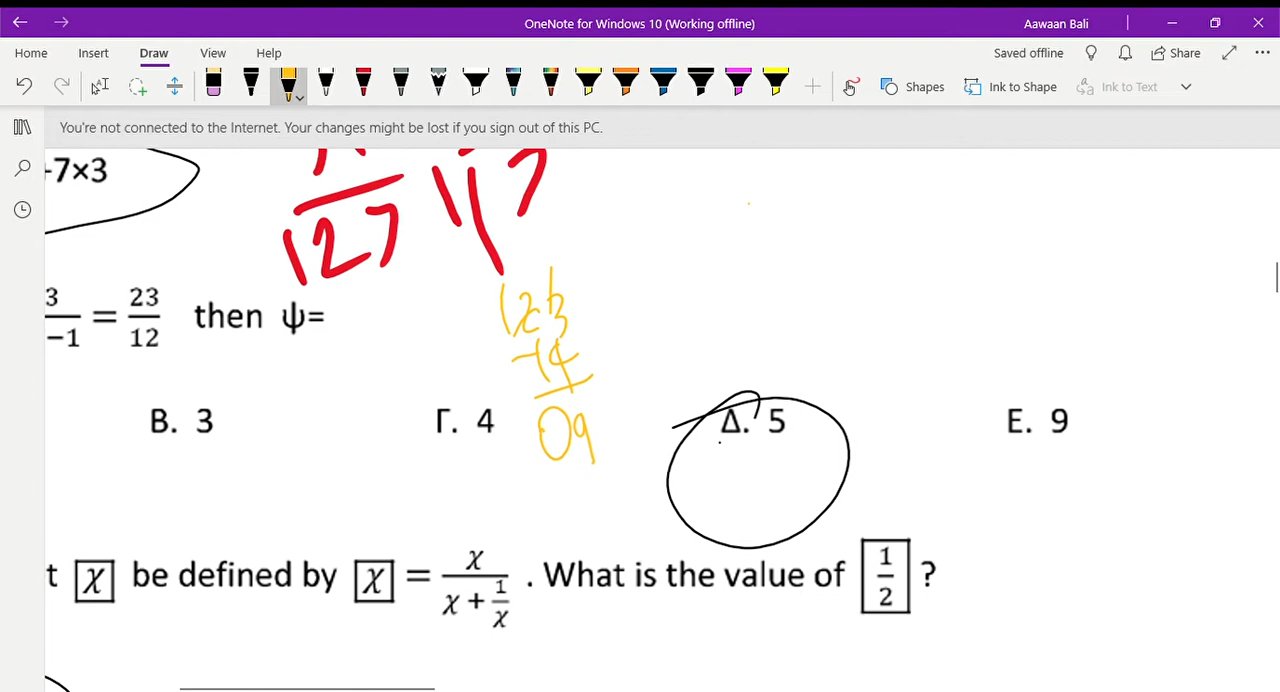 OneNote for Windows 10 (Working offline)
Aawaan Bali
Home Insert Draw View Help
Saved offline
Share
Shapes
Ink to Shape
Ink to Text
You're not connected to the Internet. Your changes might be lost if you sign out of this PC.
-7×3
127
3/-1 = 23/12 then ψ=
14
09
B. 3 Γ. 4 Δ. 5 E. 9
t χ be defined by χ = χ/(χ + 1/χ) . What is the value of 1/2 ?